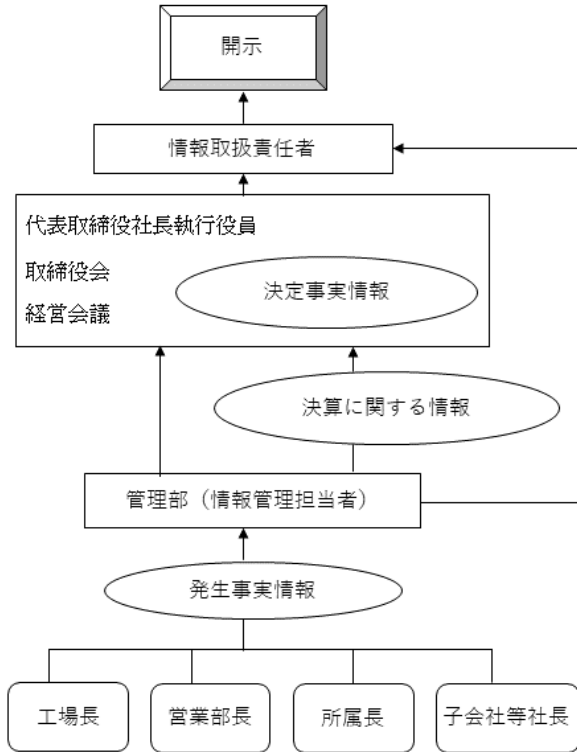 開示
情報取扱責任者
代表取締役社長執行役員
取締役会
決定事実情報
経営会議
決算に関する情報
管理部（情報管理担当者）
発生事実情報
工場長
営業部長
所属長
子会社等社長